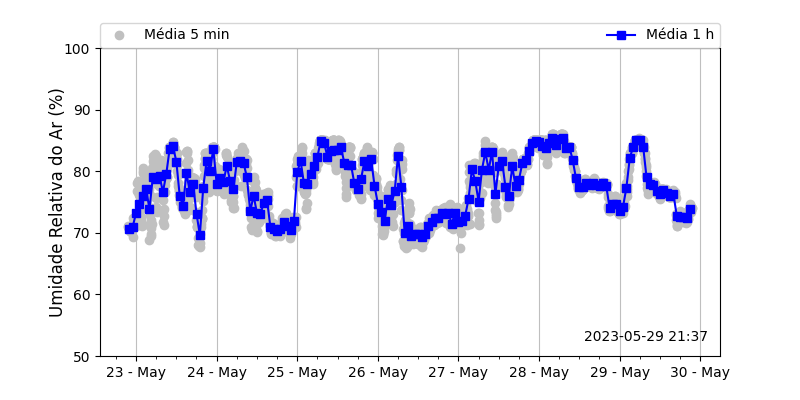 Média 5 min Média 1 h
Umidade Relativa do Ar (%)
100
90
80
70
60
50
2023-05-29 21:37
23 - May 24 - May 25 - May 26 - May 27 - May 28 - May 29 - May 30 - May